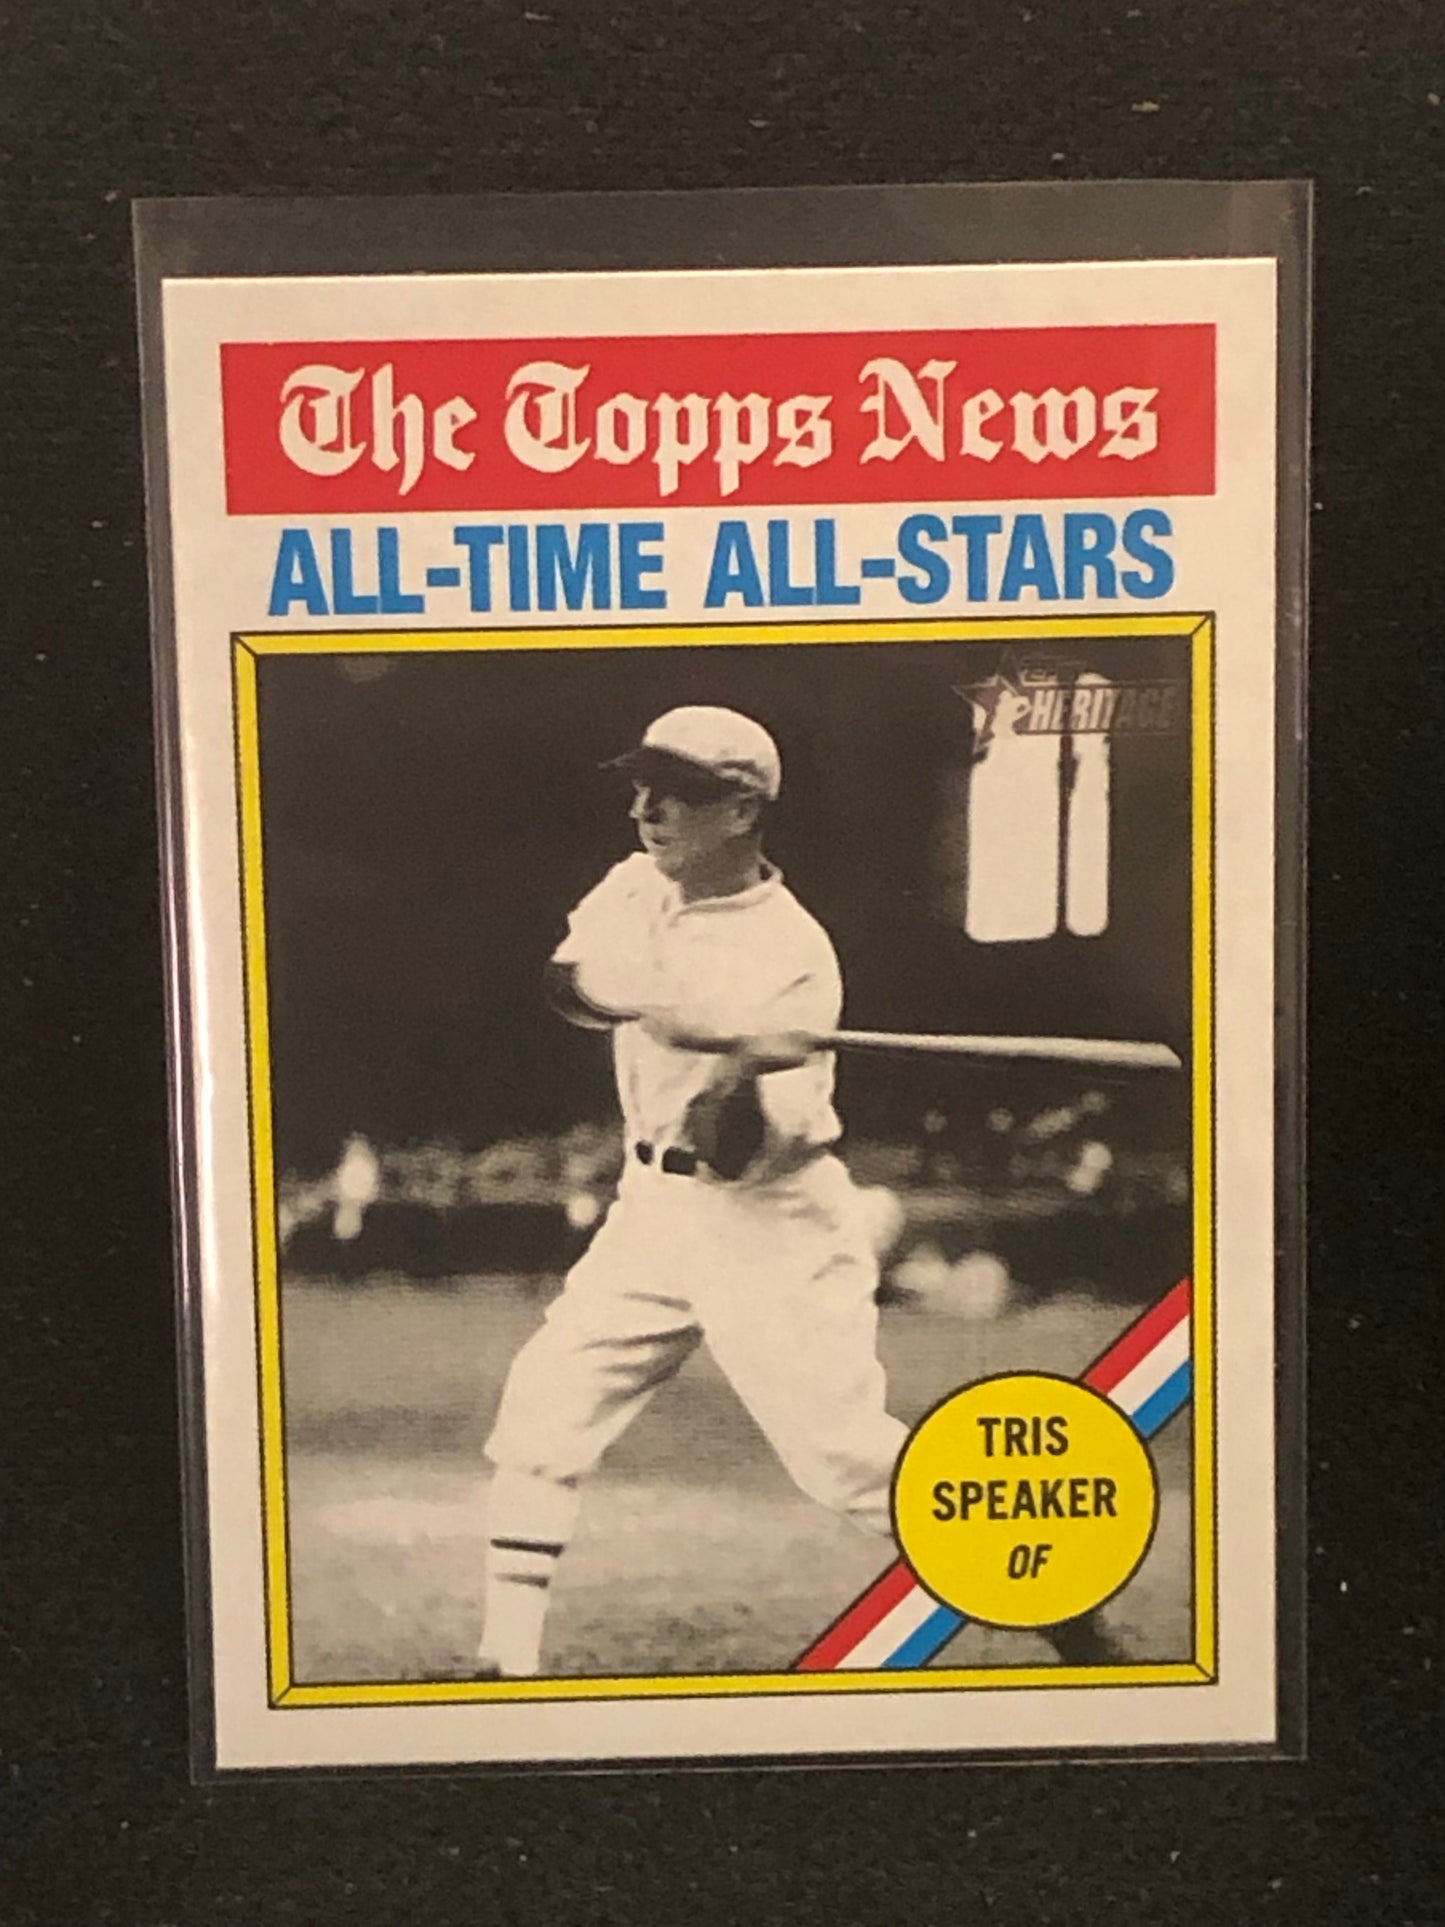 The Topps News
ALL-TIME ALL-STARS
HERITAGE
TRIS
SPEAKER
OF